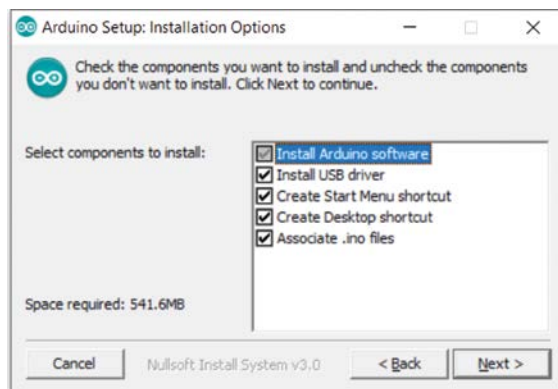 Arduino Setup: Installation Options
Check the components you want to install and uncheck the components
you don't want to install. Click Next to continue.
Select components to install:
Install Arduino software
Install USB driver
Create Start Menu shortcut
Create Desktop shortcut
Associate .ino files
Space required: 541.6MB
Cancel
Nullsoft Install System v3.0
< Back
Next >